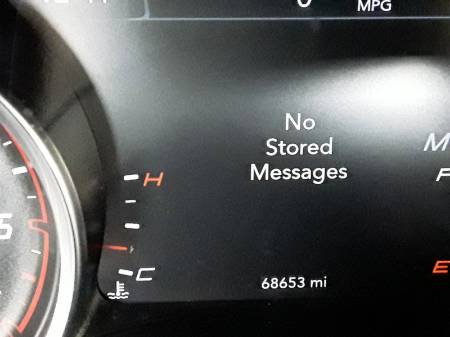 MPG
No
Stored
Messages
H
C
68653 mi
E